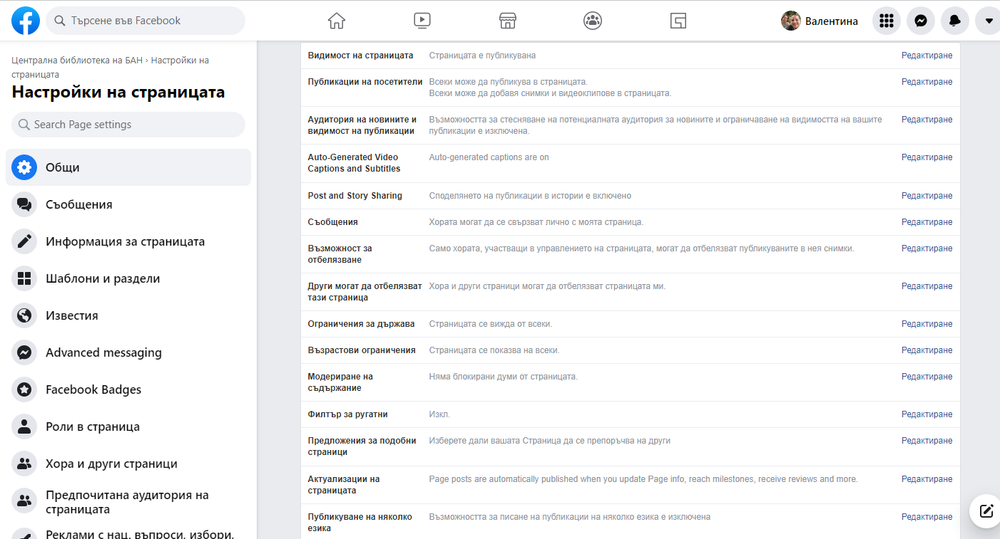 Търсене във Facebook
Валентина
Централна библиотека на БАН › Настройки на
страницата
Настройки на страницата
Search Page settings
Общи
Съобщения
Информация за страницата
Шаблони и раздели
Известия
Advanced messaging
Facebook Badges
Роли в страница
Хора и други страници
Предпочитана аудитория на
страницата
Реклами с нац. въпроси, избори,
Видимост на страницата Страницата е публикувана Редактиране
Публикации на посетители Всеки може да публикува в страницата. Редактиране
Всеки може да добавя снимки и видеоклипове в страницата.
Аудитория на новините и Възможността за стесняване на потенциалната аудитория за новините и ограничаване на видимостта на вашите Редактиране
видимост на публикации публикации е изключена.
Auto-Generated Video Auto-generated captions are on Редактиране
Captions and Subtitles
Post and Story Sharing Споделянето на публикации в истории е включено Редактиране
Съобщения Хората могат да се свързват лично с моята страница. Редактиране
Възможност за Само хората, участващи в управлението на страницата, могат да отбелязват публикуваните в нея снимки. Редактиране
отбелязване
Други могат да отбелязват Хора и други страници могат да отбелязват страницата ми. Редактиране
тази страница
Ограничения за държава Страницата се вижда от всеки. Редактиране
Възрастови ограничения Страницата се показва на всеки. Редактиране
Модериране на Няма блокирани думи от страницата. Редактиране
съдържание
Филтър за ругатни Изкл. Редактиране
Предложения за подобни Изберете дали вашата Страница да се препоръчва на други Редактиране
страници
Актуализации на Page posts are automatically published when you update Page info, reach milestones, receive reviews and more. Редактиране
страницата
Публикуване на няколко Възможността за писане на публикации на няколко езика е изключена Редактиране
езика